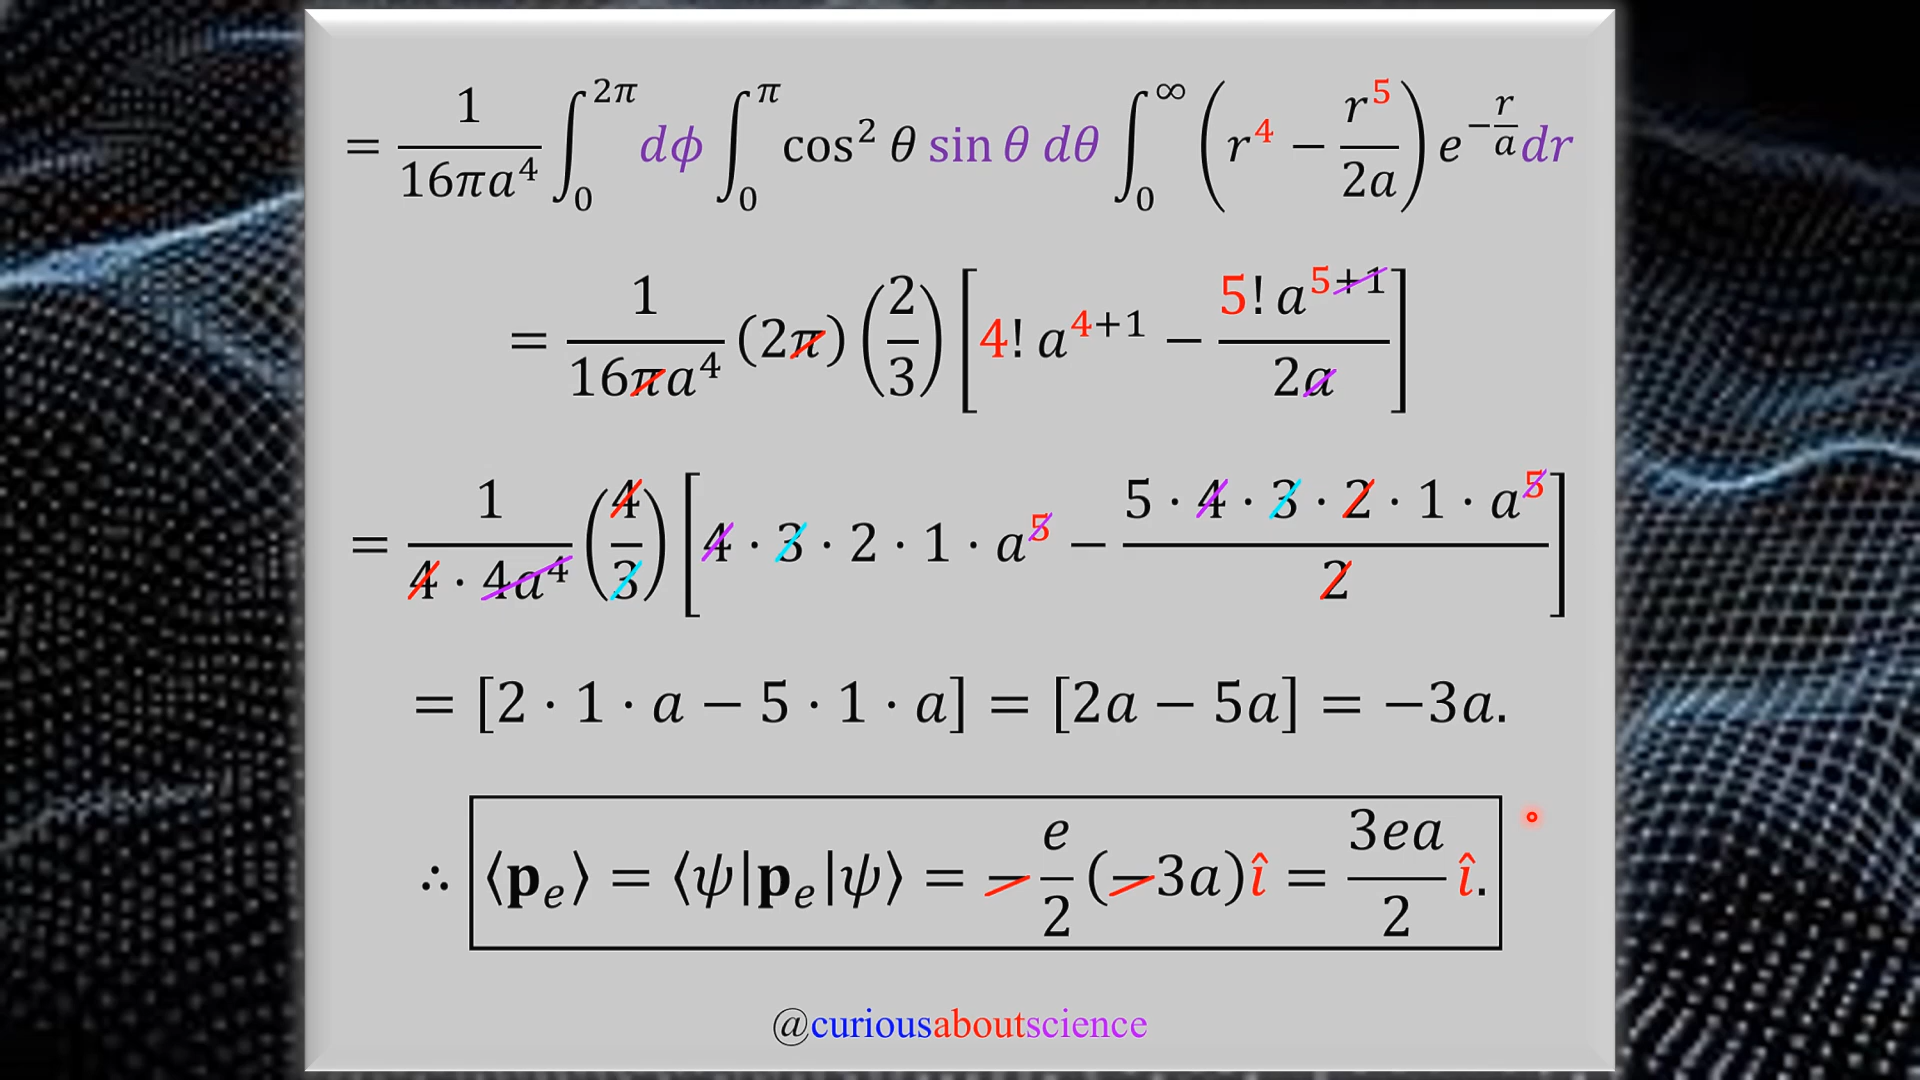 = 1/(16πa⁴) ∫₀^{2π} dϕ ∫₀^{π} cos² θ sin θ dθ ∫₀^{∞} (r⁴ − r⁵/(2a)) e^{−r/a} dr
= 1/(16πa⁴) (2π) (2/3) [4! a^{4+1} − 5! a^{5+1}/(2a)]
= 1/(4 · 4a⁴) (4/3) [4 · 3 · 2 · 1 · a⁵ − (5 · 4 · 3 · 2 · 1 · a⁵)/2]
= [2 · 1 · a − 5 · 1 · a] = [2a − 5a] = −3a.
∴ ⟨𝐩ₑ⟩ = ⟨ψ|𝐩ₑ|ψ⟩ = −e/2 (−3a)î = 3ea/2 î.
@curiousaboutscience